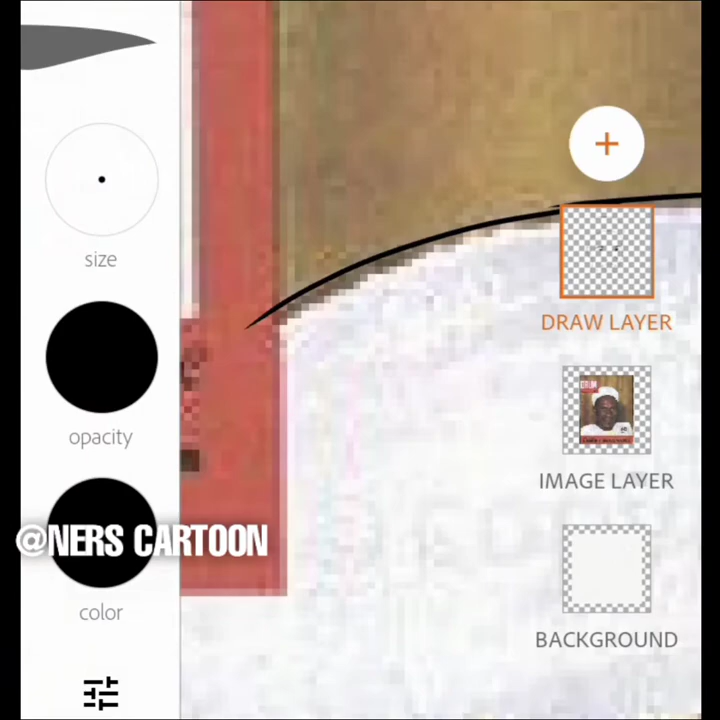 size
DRAW LAYER
opacity
IMAGE LAYER
@NERS CARTOON
color
BACKGROUND